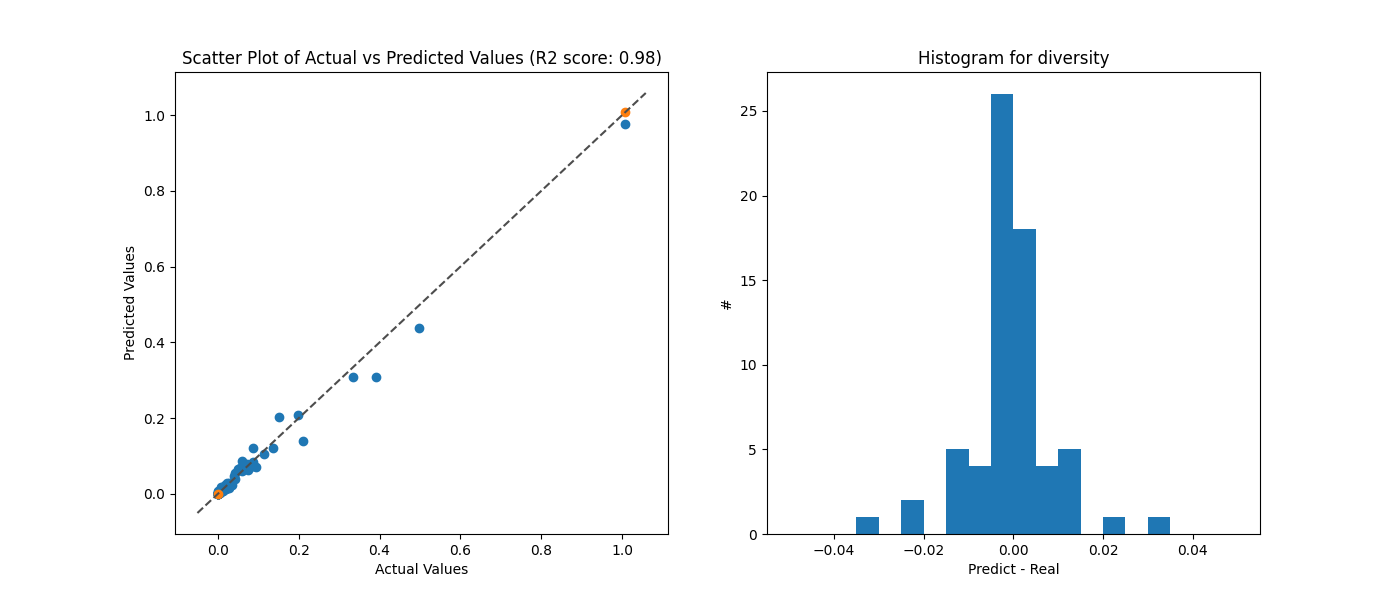 Scatter Plot of Actual vs Predicted Values (R2 score: 0.98)
1.0
0.8
0.6
0.4
0.2
0.0
Predicted Values
0.0 0.2 0.4 0.6 0.8 1.0
Actual Values
Histogram for diversity
25
20
15
10
5
0
#
−0.04 −0.02 0.00 0.02 0.04
Predict - Real